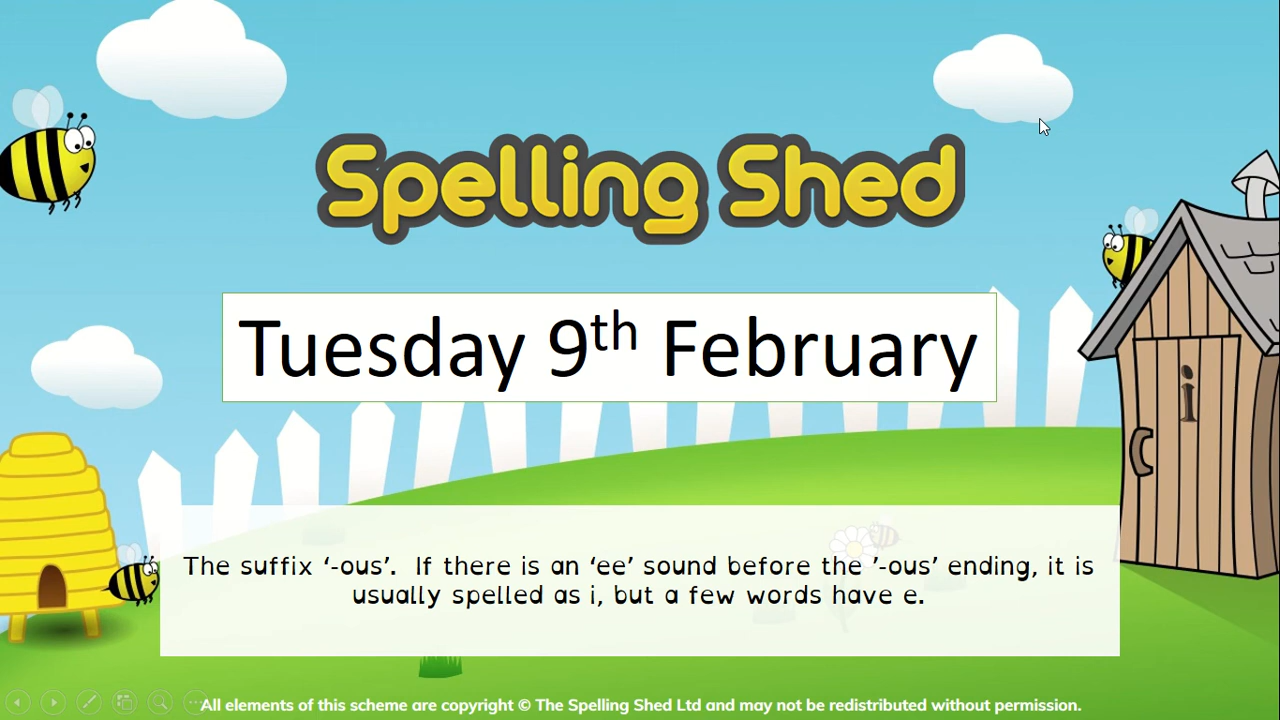 Spelling Shed
Tuesday 9th February
i
The suffix ‘-ous’. If there is an ‘ee’ sound before the ’-ous’ ending, it is
usually spelled as i, but a few words have e.
All elements of this scheme are copyright © The Spelling Shed Ltd and may not be redistributed without permission.